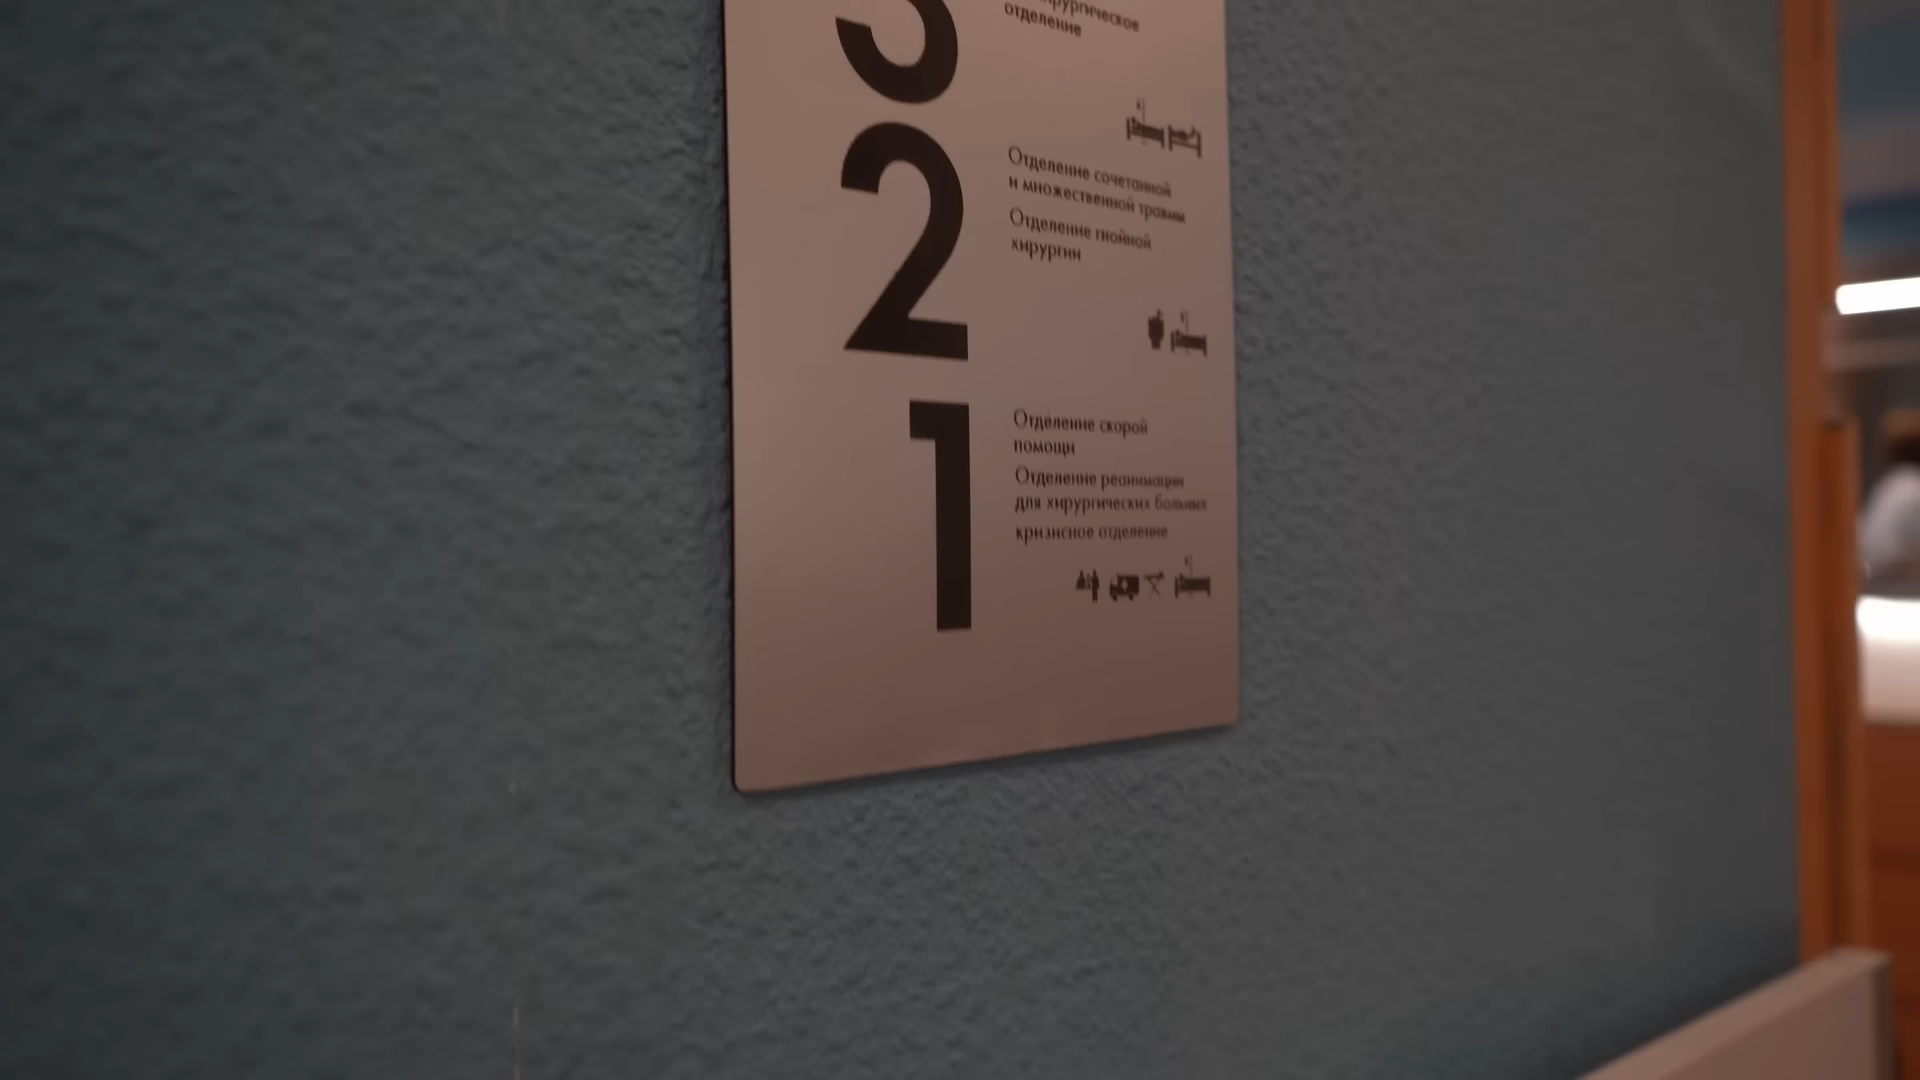 3
отделение
2
Отделение сочетанной
и множественной травмы
Отделение гнойной
хирургии
1
Отделение скорой
помощи
Отделение реанимации
для хирургических больных
кризисное отделение